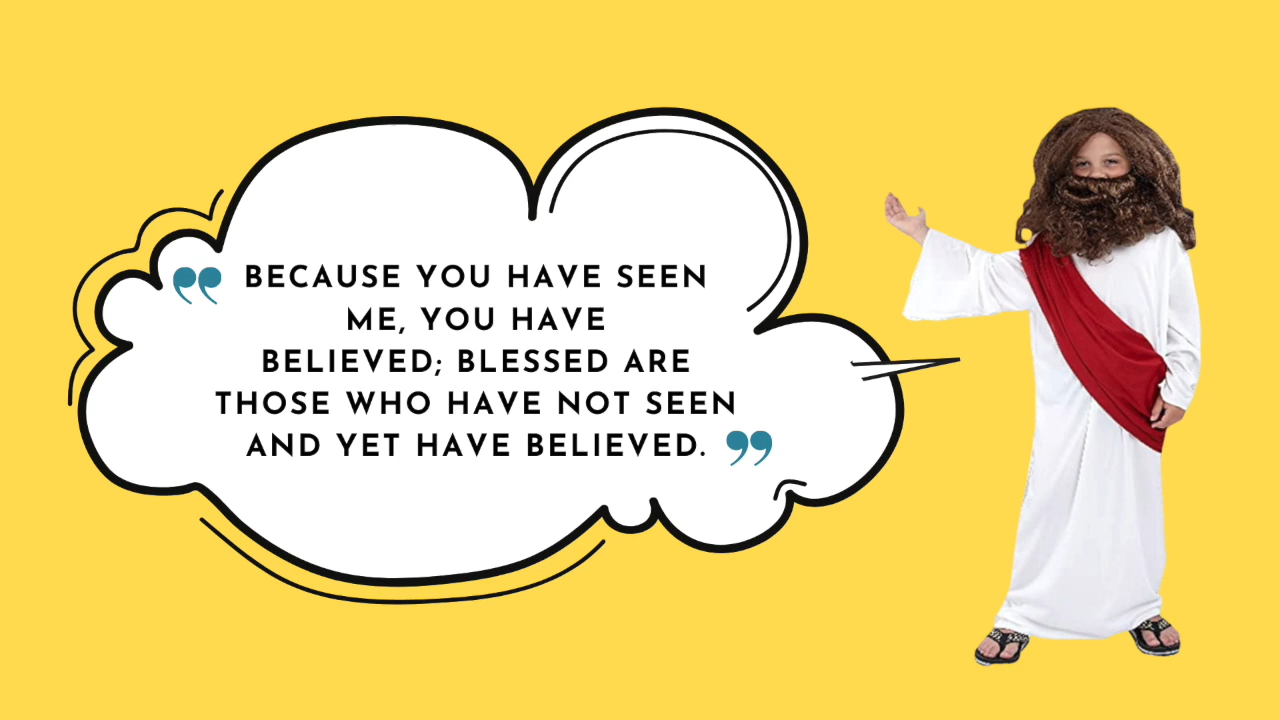 “ BECAUSE YOU HAVE SEEN
ME, YOU HAVE
BELIEVED; BLESSED ARE
THOSE WHO HAVE NOT SEEN
AND YET HAVE BELIEVED. ”